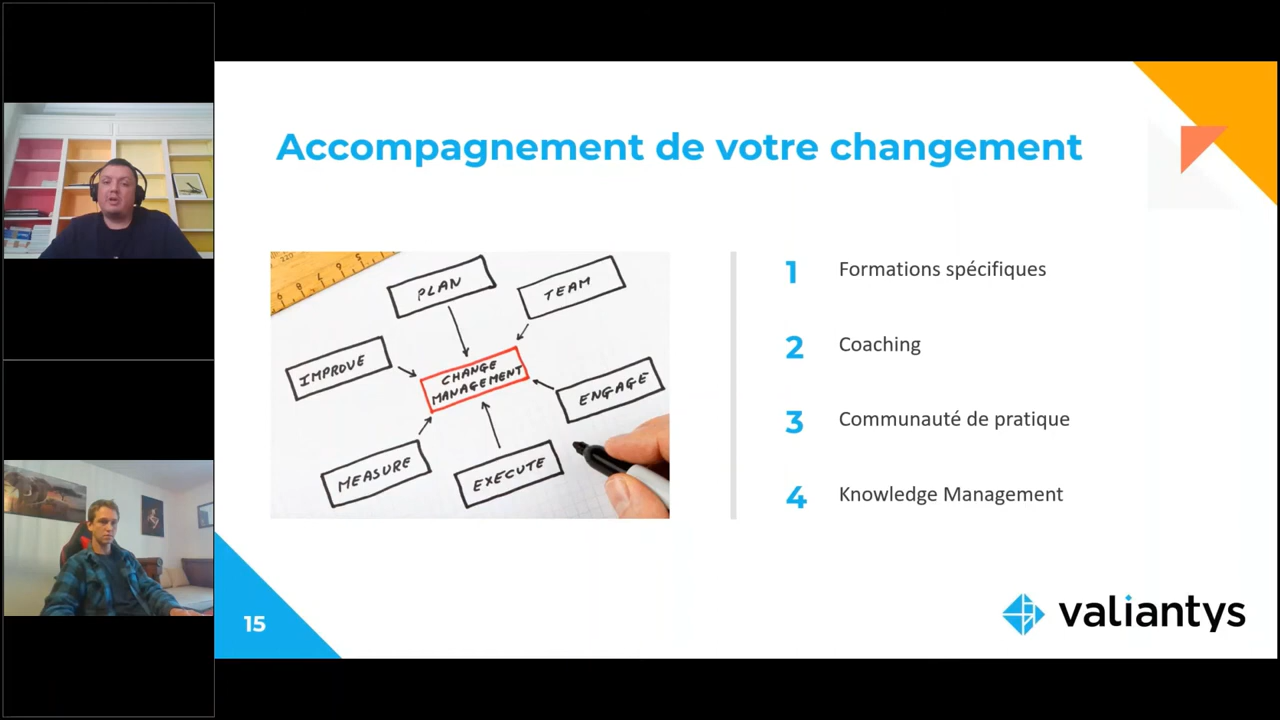 Accompagnement de votre changement
PLAN
TEAM
IMPROVE
CHANGE
MANAGEMENT
ENGAGE
MEASURE
EXECUTE
1 Formations spécifiques
2 Coaching
3 Communauté de pratique
4 Knowledge Management
15
valiantys